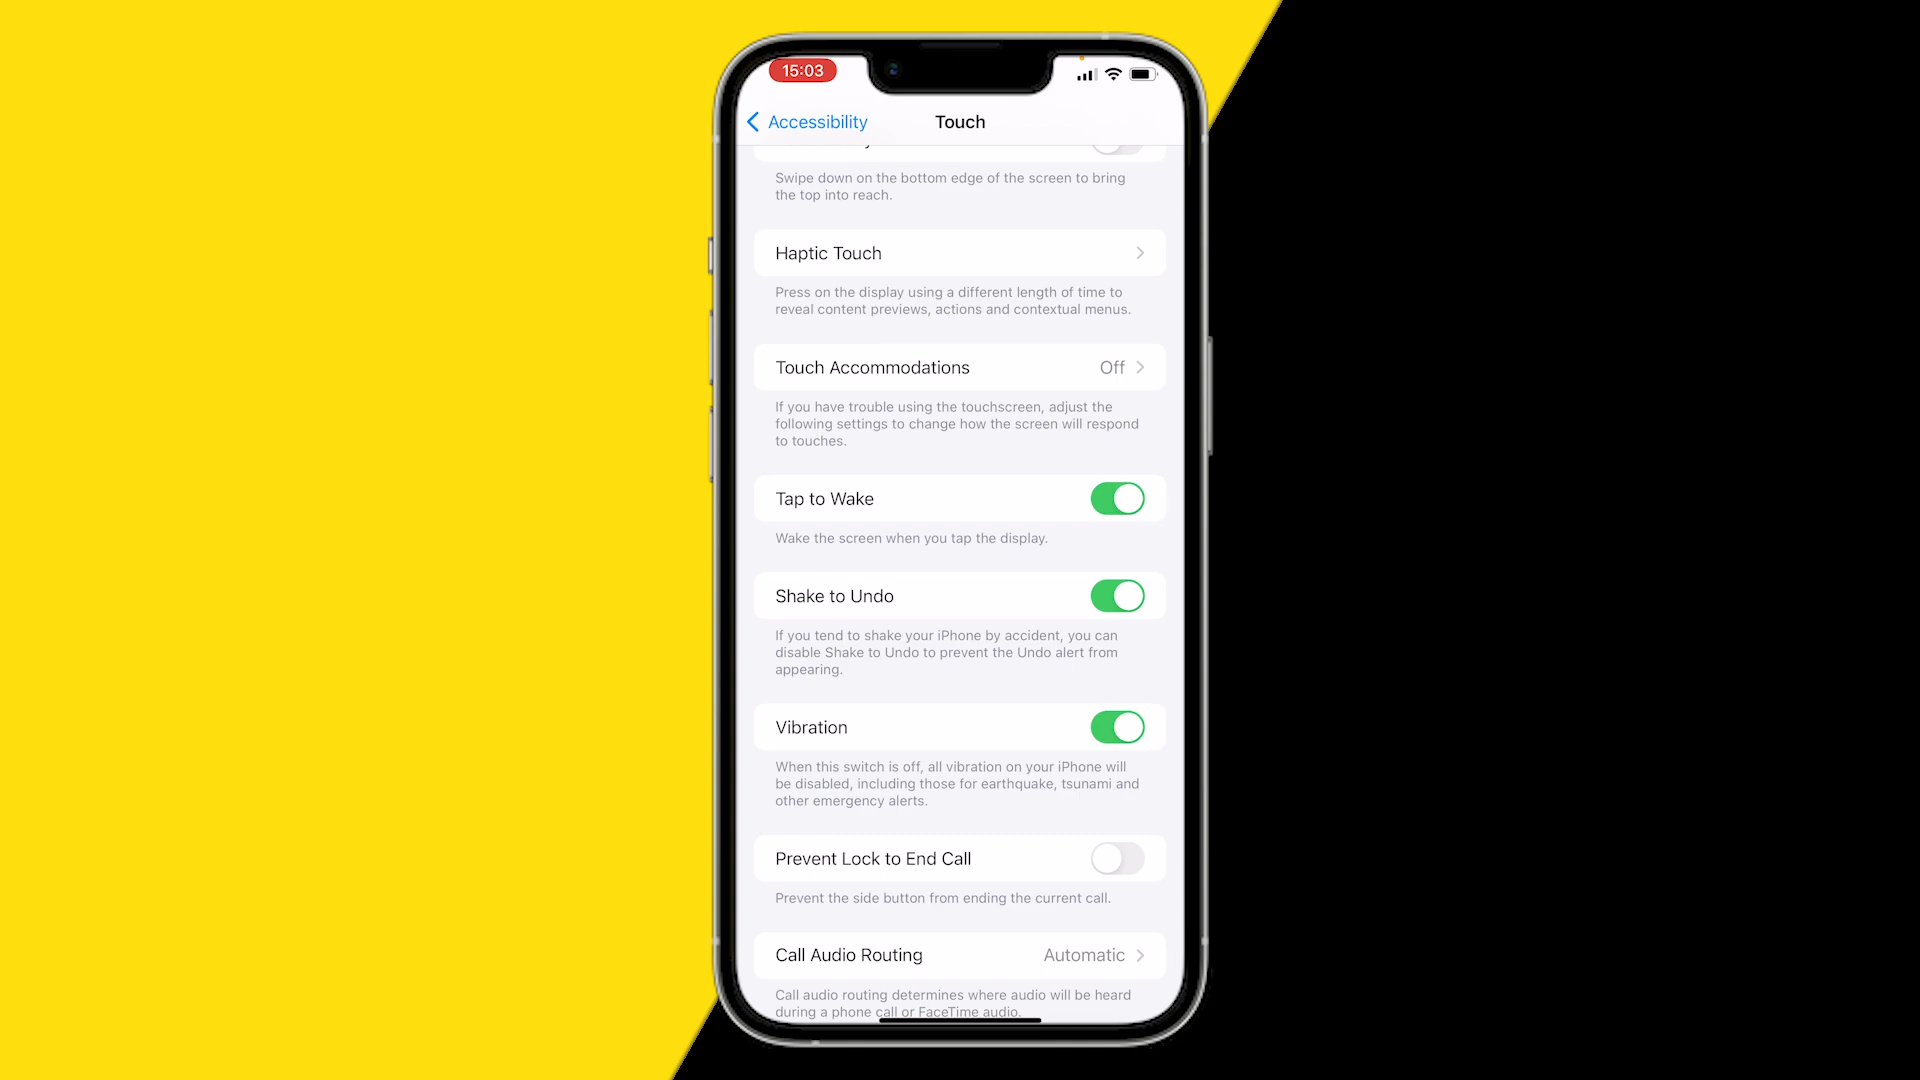 15:03
Accessibility
Touch
Swipe down on the bottom edge of the screen to bring
the top into reach.
Haptic Touch
Press on the display using a different length of time to
reveal content previews, actions and contextual menus.
Touch Accommodations Off
If you have trouble using the touchscreen, adjust the
following settings to change how the screen will respond
to touches.
Tap to Wake
Wake the screen when you tap the display.
Shake to Undo
If you tend to shake your iPhone by accident, you can
disable Shake to Undo to prevent the Undo alert from
appearing.
Vibration
When this switch is off, all vibration on your iPhone will
be disabled, including those for earthquake, tsunami and
other emergency alerts.
Prevent Lock to End Call
Prevent the side button from ending the current call.
Call Audio Routing Automatic
Call audio routing determines where audio will be heard
during a phone call or FaceTime audio.